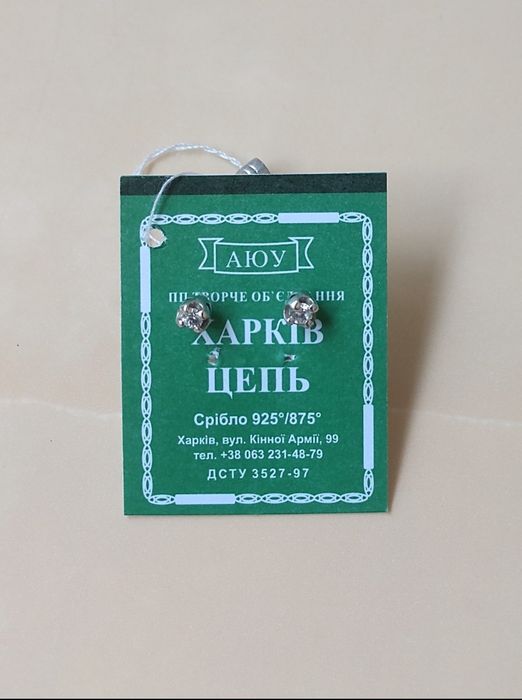 АЮУ
ПП ТВОРЧЕ ОБ`ЄДНАННЯ
ХАРКІВ
ЦЕПЬ
Срібло 925°/875°
Харків, вул. Кінної Армії, 99
тел. +38 063 231-48-79
ДСТУ 3527-97